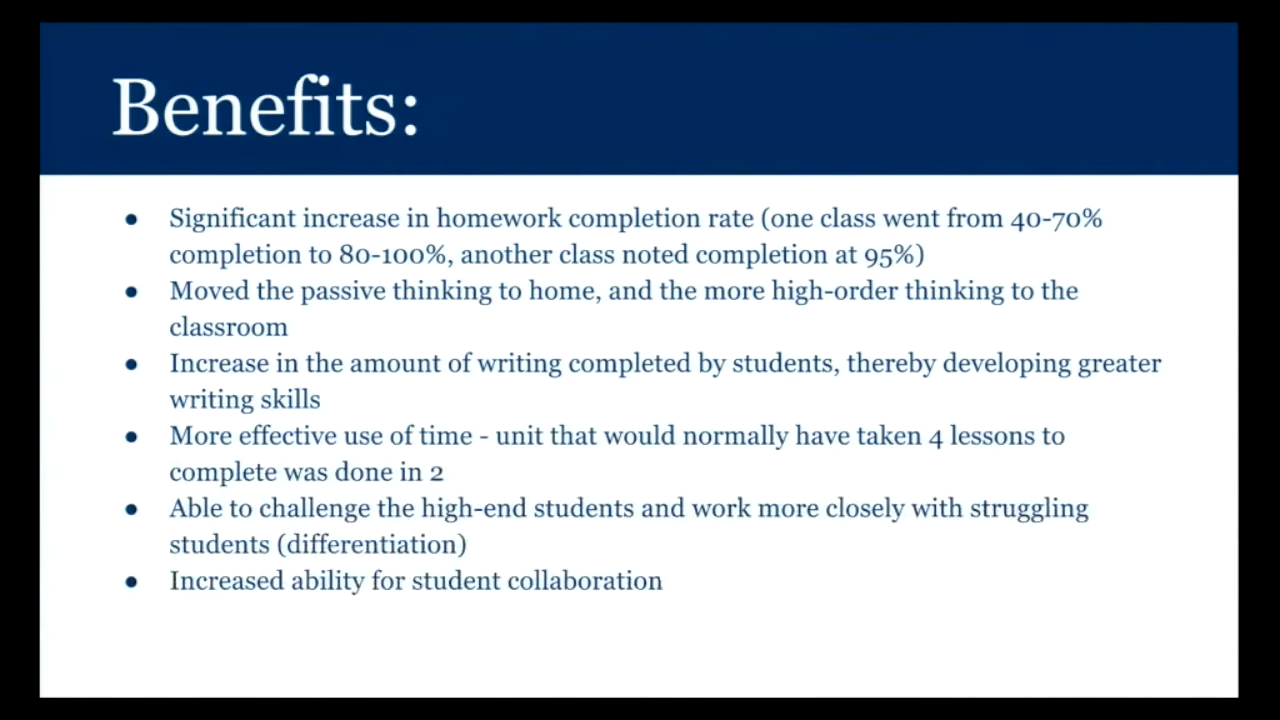 Benefits:
● Significant increase in homework completion rate (one class went from 40-70%
completion to 80-100%, another class noted completion at 95%)
● Moved the passive thinking to home, and the more high-order thinking to the
classroom
● Increase in the amount of writing completed by students, thereby developing greater
writing skills
● More effective use of time - unit that would normally have taken 4 lessons to
complete was done in 2
● Able to challenge the high-end students and work more closely with struggling
students (differentiation)
● Increased ability for student collaboration